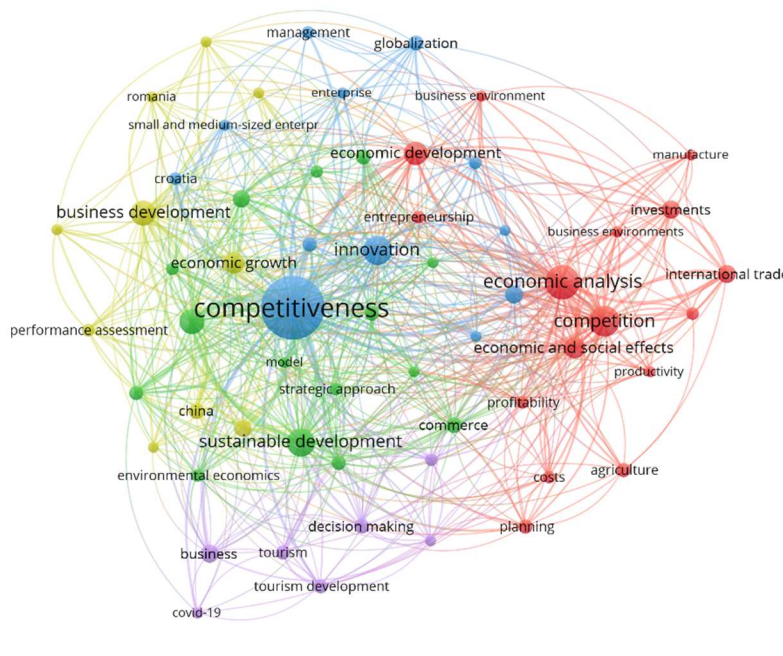 management
globalization
romania
enterprise
business environment
small and medium-sized enterpr
economic development
manufacture
croatia
business development
entrepreneurship
investments
business environments
innovation
economic growth
economic analysis
international trade
competitiveness
competition
performance assessment
economic and social effects
model
productivity
strategic approach
profitability
china
commerce
sustainable development
environmental economics
costs
agriculture
decision making
planning
business
tourism
tourism development
covid-19